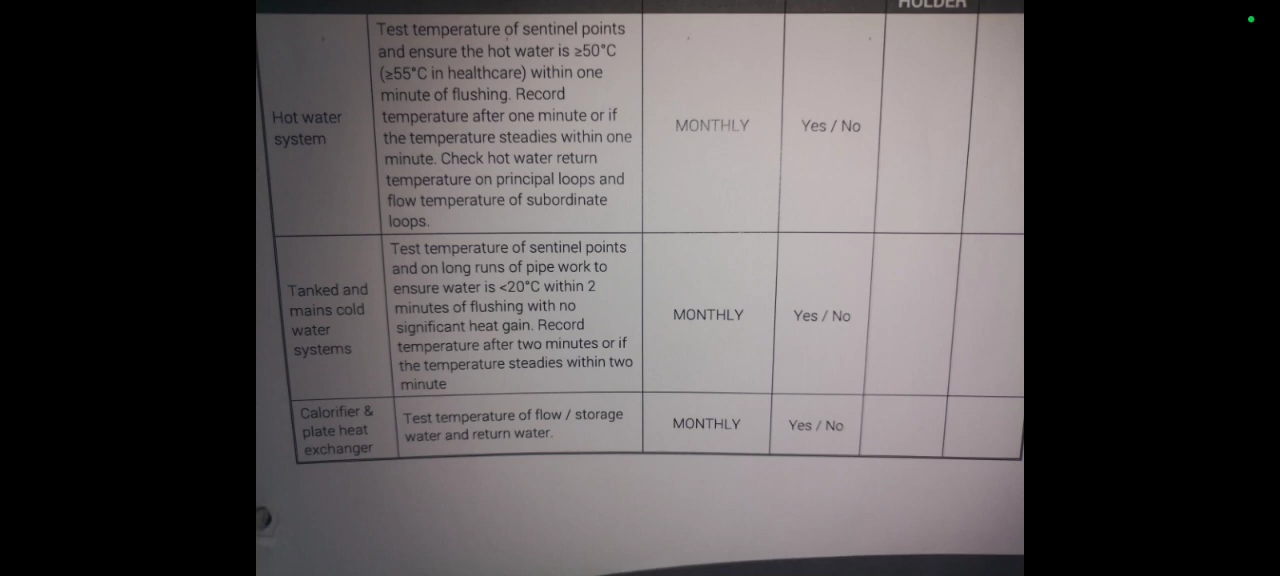 HOLDER
Hot water
system
Test temperature of sentinel points
and ensure the hot water is ≥50°C
(≥55°C in healthcare) within one
minute of flushing. Record
temperature after one minute or if
the temperature steadies within one
minute. Check hot water return
temperature on principal loops and
flow temperature of subordinate
loops.
MONTHLY
Yes / No
Tanked and
mains cold
water
systems
Test temperature of sentinel points
and on long runs of pipe work to
ensure water is <20°C within 2
minutes of flushing with no
significant heat gain. Record
temperature after two minutes or if
the temperature steadies within two
minute
MONTHLY
Yes / No
Calorifier &
plate heat
exchanger
Test temperature of flow / storage
water and return water.
MONTHLY
Yes / No